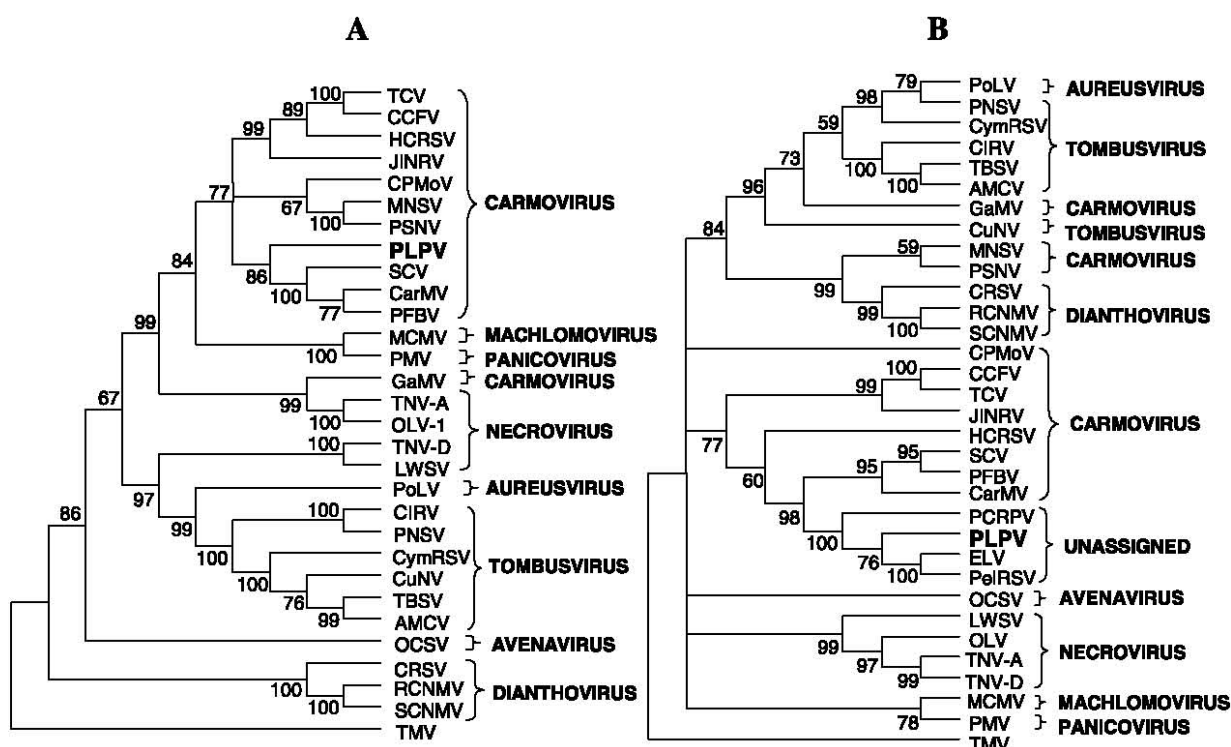 A
100
TCV
89
CCFV
99
HCRSV
JINRV
77
CPMoV
67
MNSV
100
PSNV
CARMOVIRUS
PLPV
86
SCV
84
100
CarMV
77
PFBV
99
MCMV
MACHLOMOVIRUS
100
PMV
PANICOVIRUS
67
GaMV
CARMOVIRUS
99
TNV-A
100
OLV-1
NECROVIRUS
100
TNV-D
LWSV
97
PoLV
AUREUSVIRUS
99
100
CIRV
86
PNSV
100
CymRSV
TOMBUSVIRUS
100
CuNV
76
TBSV
99
AMCV
OCSV
AVENAVIRUS
CRSV
100
RCNMV
DIANTHOVIRUS
100
SCNMV
TMV
B
79
PoLV
AUREUSVIRUS
98
PNSV
59
CymRSV
CIRV
TOMBUSVIRUS
73
100
TBSV
100
AMCV
96
GaMV
CARMOVIRUS
84
CuNV
TOMBUSVIRUS
59
MNSV
CARMOVIRUS
PSNV
99
CRSV
99
RCNMV
DIANTHOVIRUS
100
SCNMV
CPMoV
100
CCFV
99
TCV
JINRV
CARMOVIRUS
77
HCRSV
60
95
SCV
95
PFBV
CarMV
98
PCRPV
100
PLPV
UNASSIGNED
76
ELV
100
PelRSV
OCSV
AVENAVIRUS
LWSV
99
OLV
NECROVIRUS
97
TNV-A
99
TNV-D
MCMV
MACHLOMOVIRUS
78
PMV
PANICOVIRUS
TMV